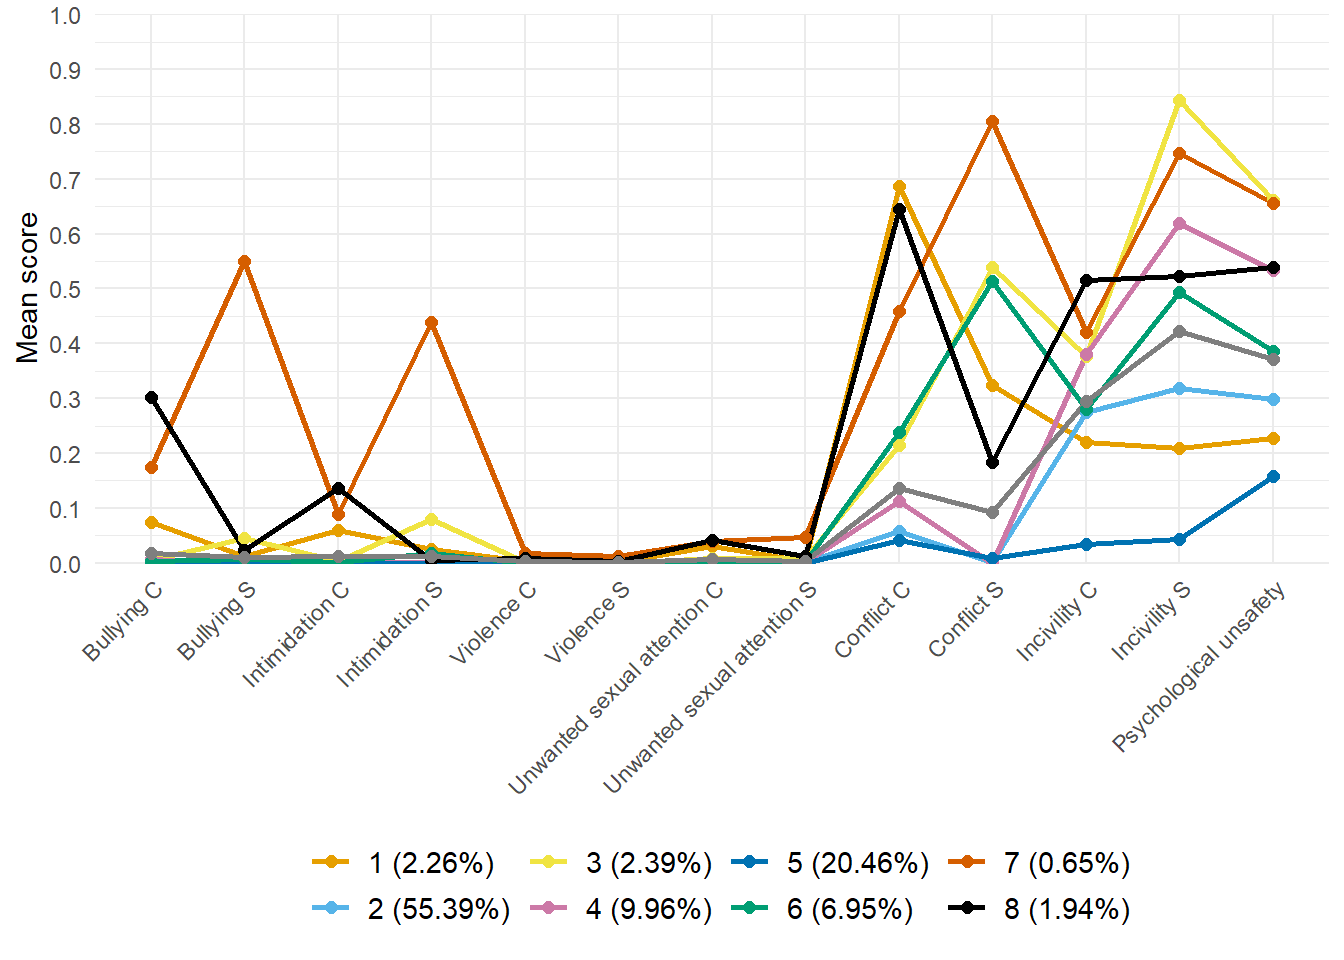 1.0
0.9
0.8
0.7
0.6
0.5
0.4
0.3
0.2
0.1
0.0
Mean score
Bullying C
Bullying S
Intimidation C
Intimidation S
Violence C
Violence S
Unwanted sexual attention C
Unwanted sexual attention S
Conflict C
Conflict S
Incivility C
Incivility S
Psychological unsafety
1 (2.26%) 3 (2.39%) 5 (20.46%) 7 (0.65%)
2 (55.39%) 4 (9.96%) 6 (6.95%) 8 (1.94%)